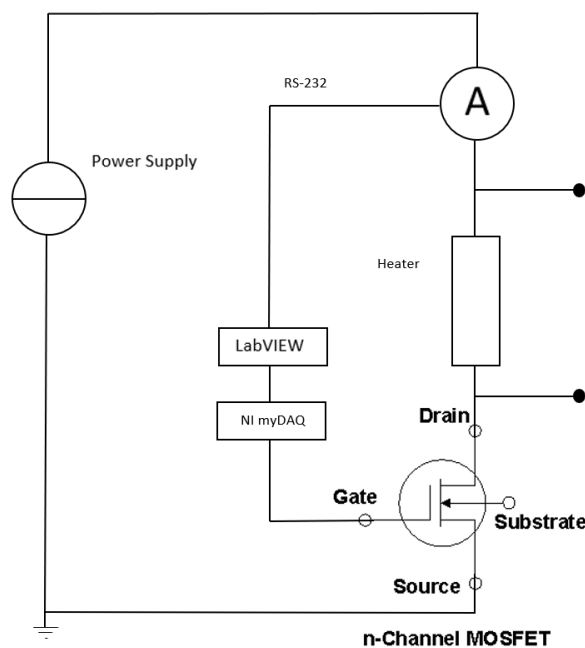 RS-232
A
Power Supply
Heater
LabVIEW
NI myDAQ
Drain
Gate
Substrate
Source
n-Channel MOSFET